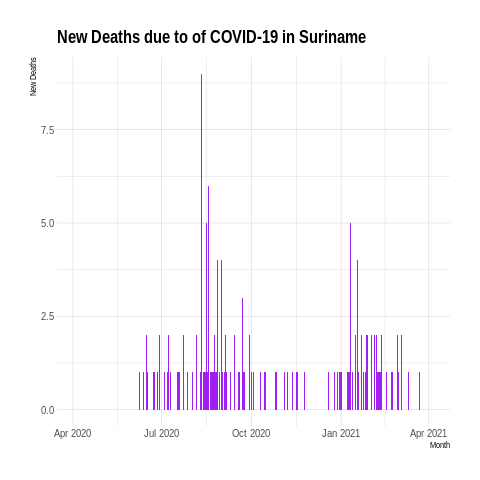 New Deaths due to of COVID-19 in Suriname
New Deaths
7.5
5.0
2.5
0.0
Apr 2020 Jul 2020 Oct 2020 Jan 2021 Apr 2021
Month